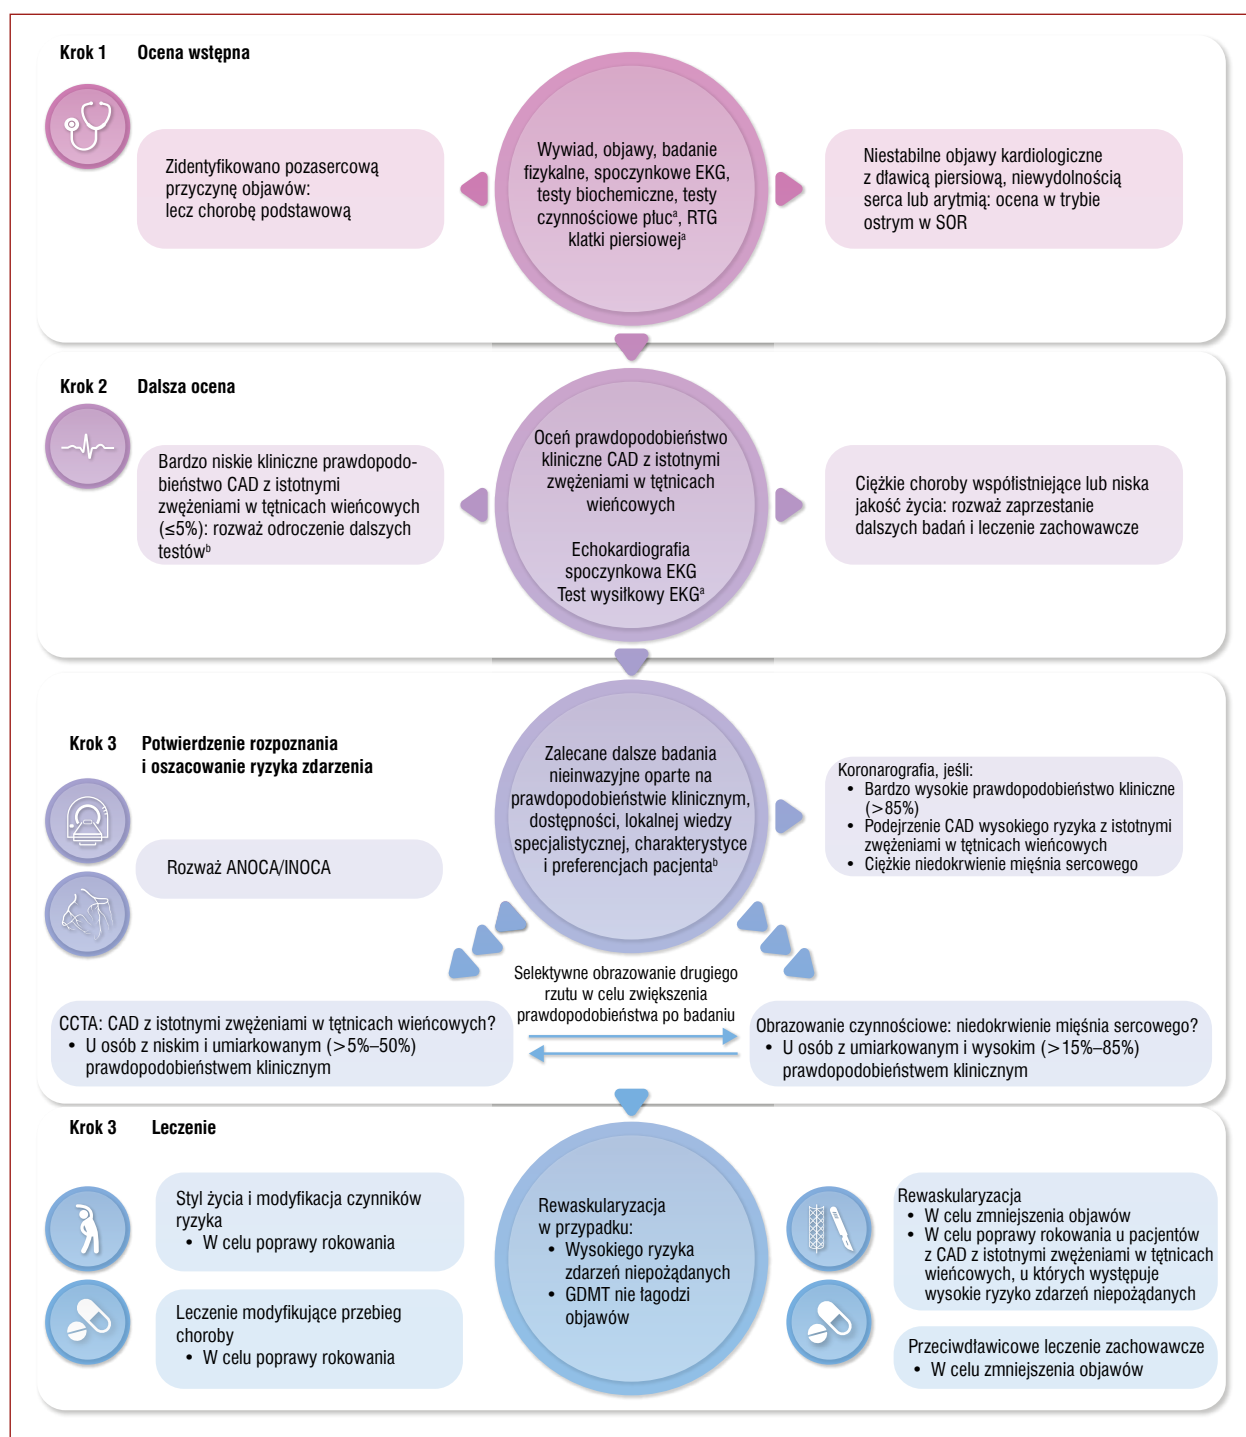 Krok 1 Ocena wstępna
Zidentyfikowano pozasercową
przyczynę objawów:
lecz chorobę podstawową
Wywiad, objawy, badanie
fizykalne, spoczynkowe EKG,
testy biochemiczne, testy
czynnościowe płucᵃ, RTG
klatki piersiowejᵃ
Niestabilne objawy kardiologiczne
z dławicą piersiową, niewydolnością
serca lub arytmią: ocena w trybie
ostrym w SOR
Krok 2 Dalsza ocena
Bardzo niskie kliniczne prawdopodo-
bieństwo CAD z istotnymi
zwężeniami w tętnicach wieńcowych
(≤5%): rozważ odroczenie dalszych
testówᵇ
Oceń prawdopodobieństwo
kliniczne CAD z istotnymi
zwężeniami w tętnicach
wieńcowych
Echokardiografia
spoczynkowa EKG
Test wysiłkowy EKGᵃ
Ciężkie choroby współistniejące lub niska
jakość życia: rozważ zaprzestanie
dalszych badań i leczenie zachowawcze
Krok 3 Potwierdzenie rozpoznania
i oszacowanie ryzyka zdarzenia
Rozważ ANOCA/INOCA
Zalecane dalsze badania
nieinwazyjne oparte na
prawdopodobieństwie klinicznym,
dostępności, lokalnej wiedzy
specjalistycznej, charakterystyce
i preferencjach pacjentaᵇ
Koronarografia, jeśli:
• Bardzo wysokie prawdopodobieństwo kliniczne
(>85%)
• Podejrzenie CAD wysokiego ryzyka z istotnymi
zwężeniami w tętnicach wieńcowych
• Ciężkie niedokrwienie mięśnia sercowego
Selektywne obrazowanie drugiego
rzutu w celu zwiększenia
prawdopodobieństwa po badaniu
CCTA: CAD z istotnymi zwężeniami w tętnicach wieńcowych?
• U osób z niskim i umiarkowanym (>5%–50%)
prawdopodobieństwem klinicznym
Obrazowanie czynnościowe: niedokrwienie mięśnia sercowego?
• U osób z umiarkowanym i wysokim (>15%–85%)
prawdopodobieństwem klinicznym
Krok 3 Leczenie
Styl życia i modyfikacja czynników
ryzyka
• W celu poprawy rokowania
Leczenie modyfikujące przebieg
choroby
• W celu poprawy rokowania
Rewaskularyzacja
w przypadku:
• Wysokiego ryzyka
zdarzeń niepożądanych
• GDMT nie łagodzi
objawów
Rewaskularyzacja
• W celu zmniejszenia objawów
• W celu poprawy rokowania u pacjentów
z CAD z istotnymi zwężeniami w tętnicach
wieńcowych, u których występuje
wysokie ryzyko zdarzeń niepożądanych
Przeciwdławicowe leczenie zachowawcze
• W celu zmniejszenia objawów